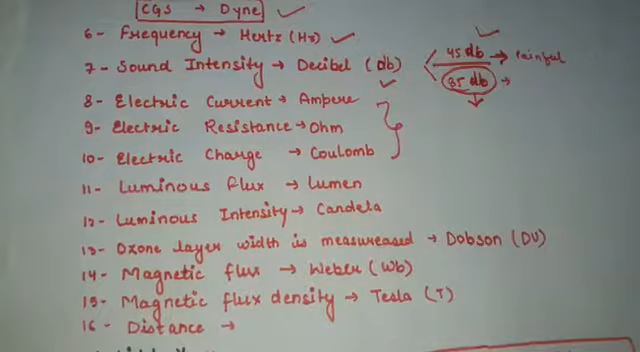 CGS → Dyne
6- Frequency → Hertz (Hz)
7- Sound Intensity → Decibel (db) 45 db → Painful
85 db →
8- Electric Current → Ampere
9- Electric Resistance → Ohm
10- Electric Charge → Coulomb
11- Luminous flux → Lumen
12- Luminous Intensity → Candela
13- Ozone layer width is measureased → Dobson (DU)
14- Magnetic flux → Weber (Wb)
15- Magnetic flux density → Tesla (T)
16- Distance →